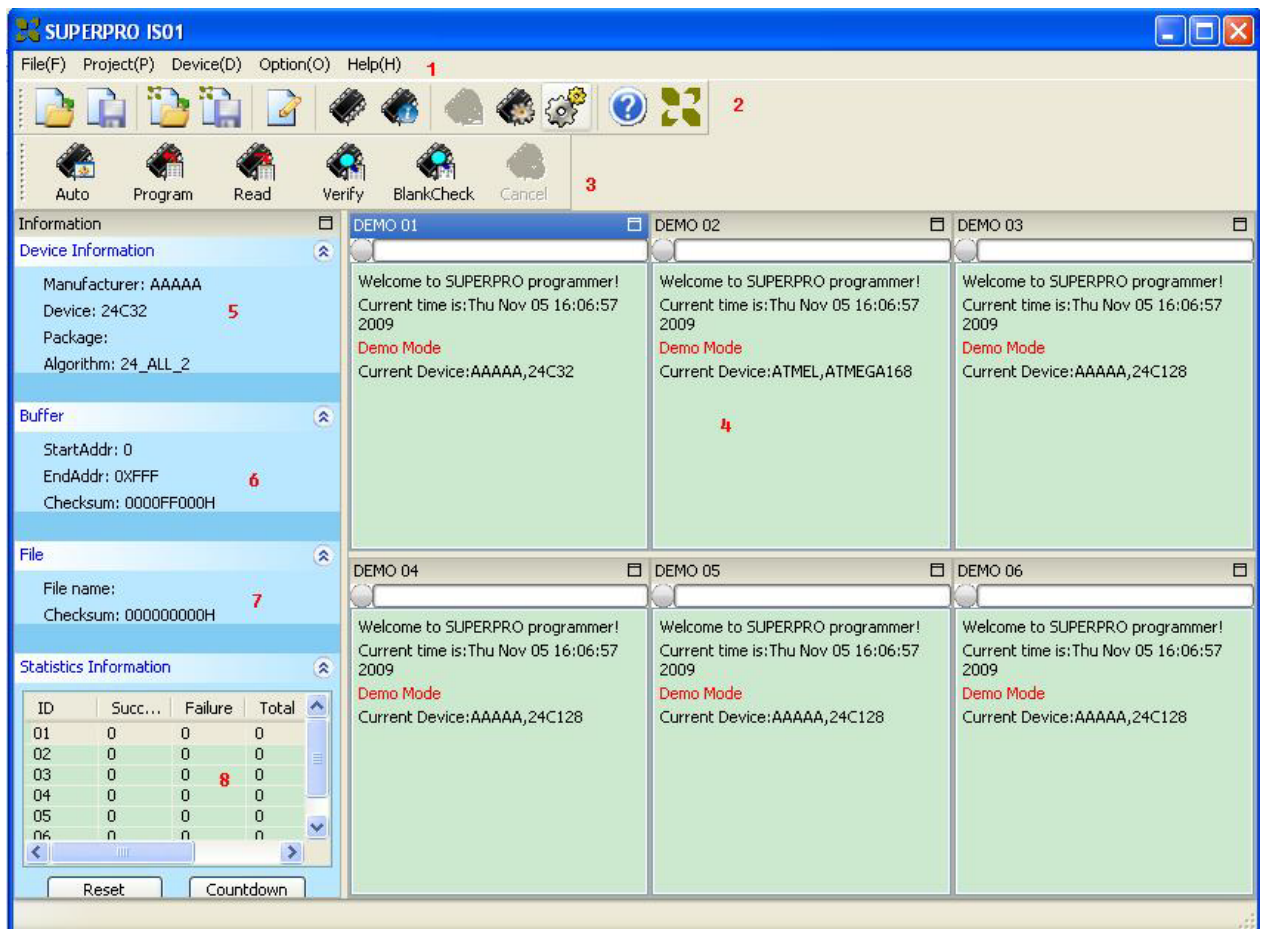 SUPERPRO IS01
File(F) Project(P) Device(D) Option(O) Help(H) 1
2
Auto Program Read Verify BlankCheck Cancel 3
Information
Device Information
Manufacturer: AAAAA
Device: 24C32 5
Package:
Algorithm: 24_ALL_2
Buffer
StartAddr: 0
EndAddr: 0XFFF 6
Checksum: 0000FF000H
File
File name:
7
Checksum: 000000000H
Statistics Information
ID Succ... Failure Total
01 0 0 0
02 0 0 0
03 0 0 8 0
04 0 0 0
05 0 0 0
06 0 0 0
Reset Countdown
DEMO 01
Welcome to SUPERPRO programmer!
Current time is:Thu Nov 05 16:06:57
2009
Demo Mode
Current Device:AAAAA,24C32
DEMO 02
Welcome to SUPERPRO programmer!
Current time is:Thu Nov 05 16:06:57
2009
Demo Mode
Current Device:ATMEL,ATMEGA168
4
DEMO 03
Welcome to SUPERPRO programmer!
Current time is:Thu Nov 05 16:06:57
2009
Demo Mode
Current Device:AAAAA,24C128
DEMO 04
Welcome to SUPERPRO programmer!
Current time is:Thu Nov 05 16:06:57
2009
Demo Mode
Current Device:AAAAA,24C128
DEMO 05
Welcome to SUPERPRO programmer!
Current time is:Thu Nov 05 16:06:57
2009
Demo Mode
Current Device:AAAAA,24C128
DEMO 06
Welcome to SUPERPRO programmer!
Current time is:Thu Nov 05 16:06:57
2009
Demo Mode
Current Device:AAAAA,24C128